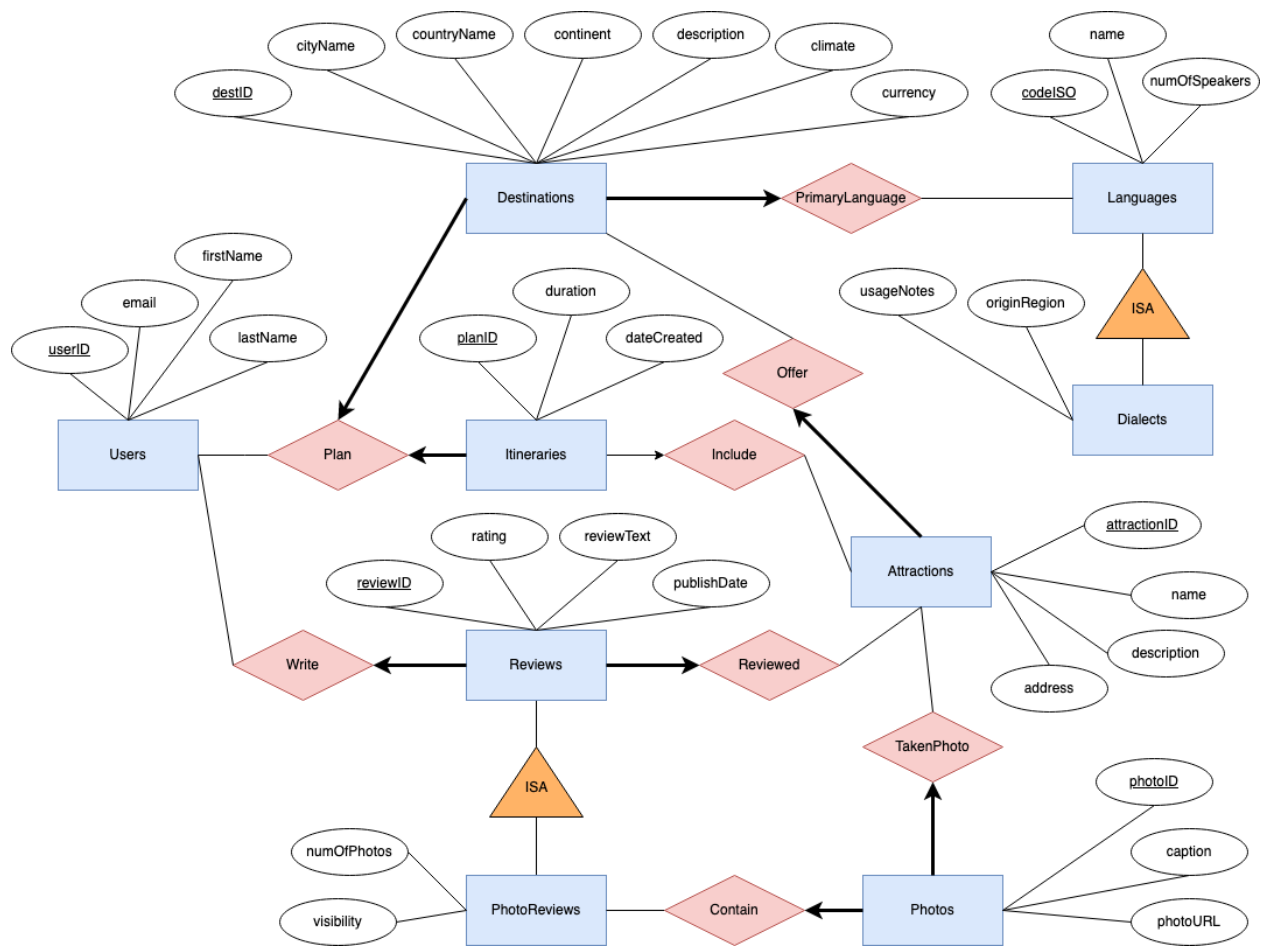 countryName
continent
description
cityName
climate
name
destID
currency
codeISO
numOfSpeakers
Destinations
PrimaryLanguage
Languages
firstName
email
lastName
userID
duration
planID
dateCreated
usageNotes
originRegion
ISA
Offer
Dialects
Users
Plan
Itineraries
Include
rating
reviewText
reviewID
publishDate
attractionID
Attractions
name
description
address
Write
Reviews
Reviewed
TakenPhoto
ISA
photoID
numOfPhotos
caption
visibility
PhotoReviews
Contain
Photos
photoURL